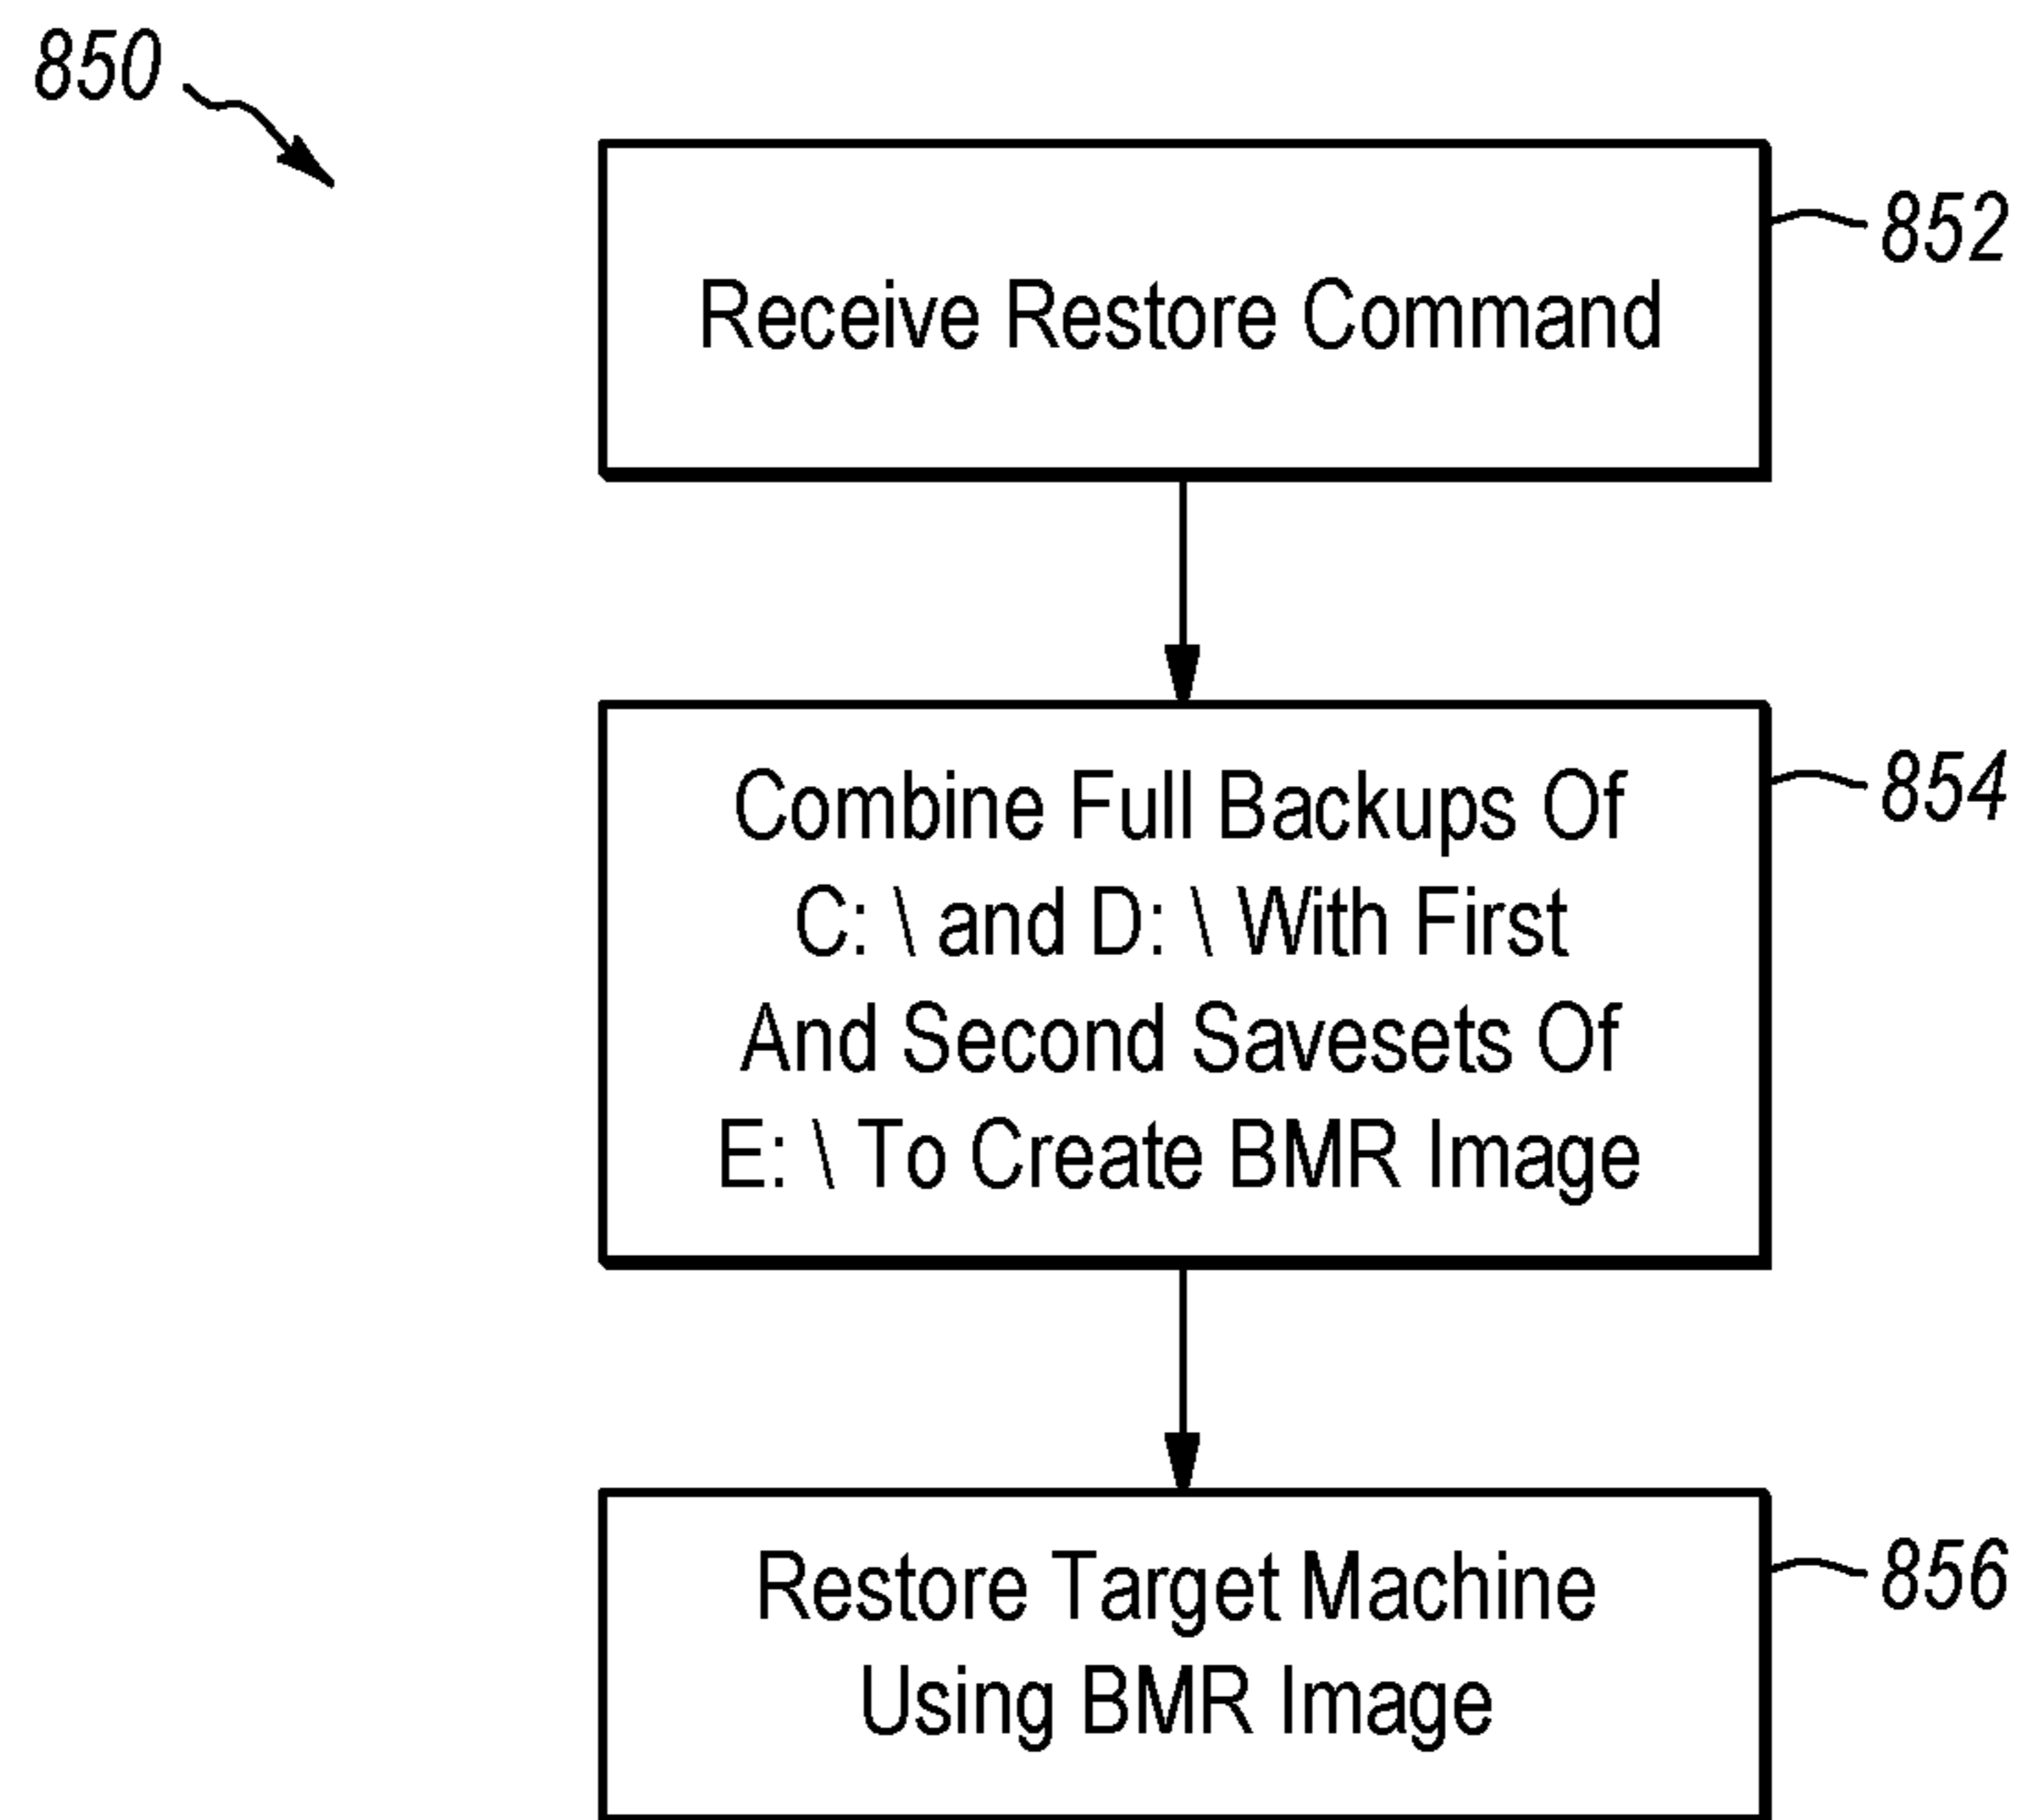 850
852
Receive Restore Command
854
Combine Full Backups Of
C: \ and D: \ With First
And Second Savesets Of
E: \ To Create BMR Image
856
Restore Target Machine
Using BMR Image